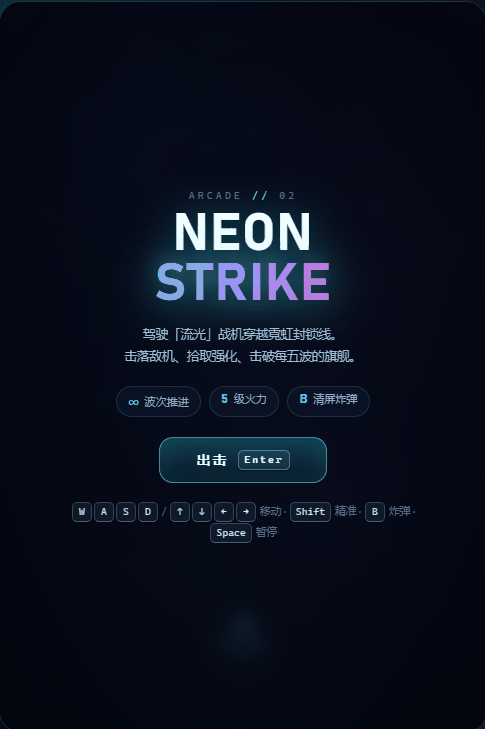 ARCADE // 02
NEON
STRIKE
驾驶「流光」战机穿越霓虹封锁线。
击落敌机、拾取强化、击破每五波的旗舰。
∞ 波次推进 5 级火力 B 清屏炸弹
出击 Enter
W A S D / ↑ ↓ ← → 移动 · Shift 精准 · B 炸弹 ·
Space 暂停